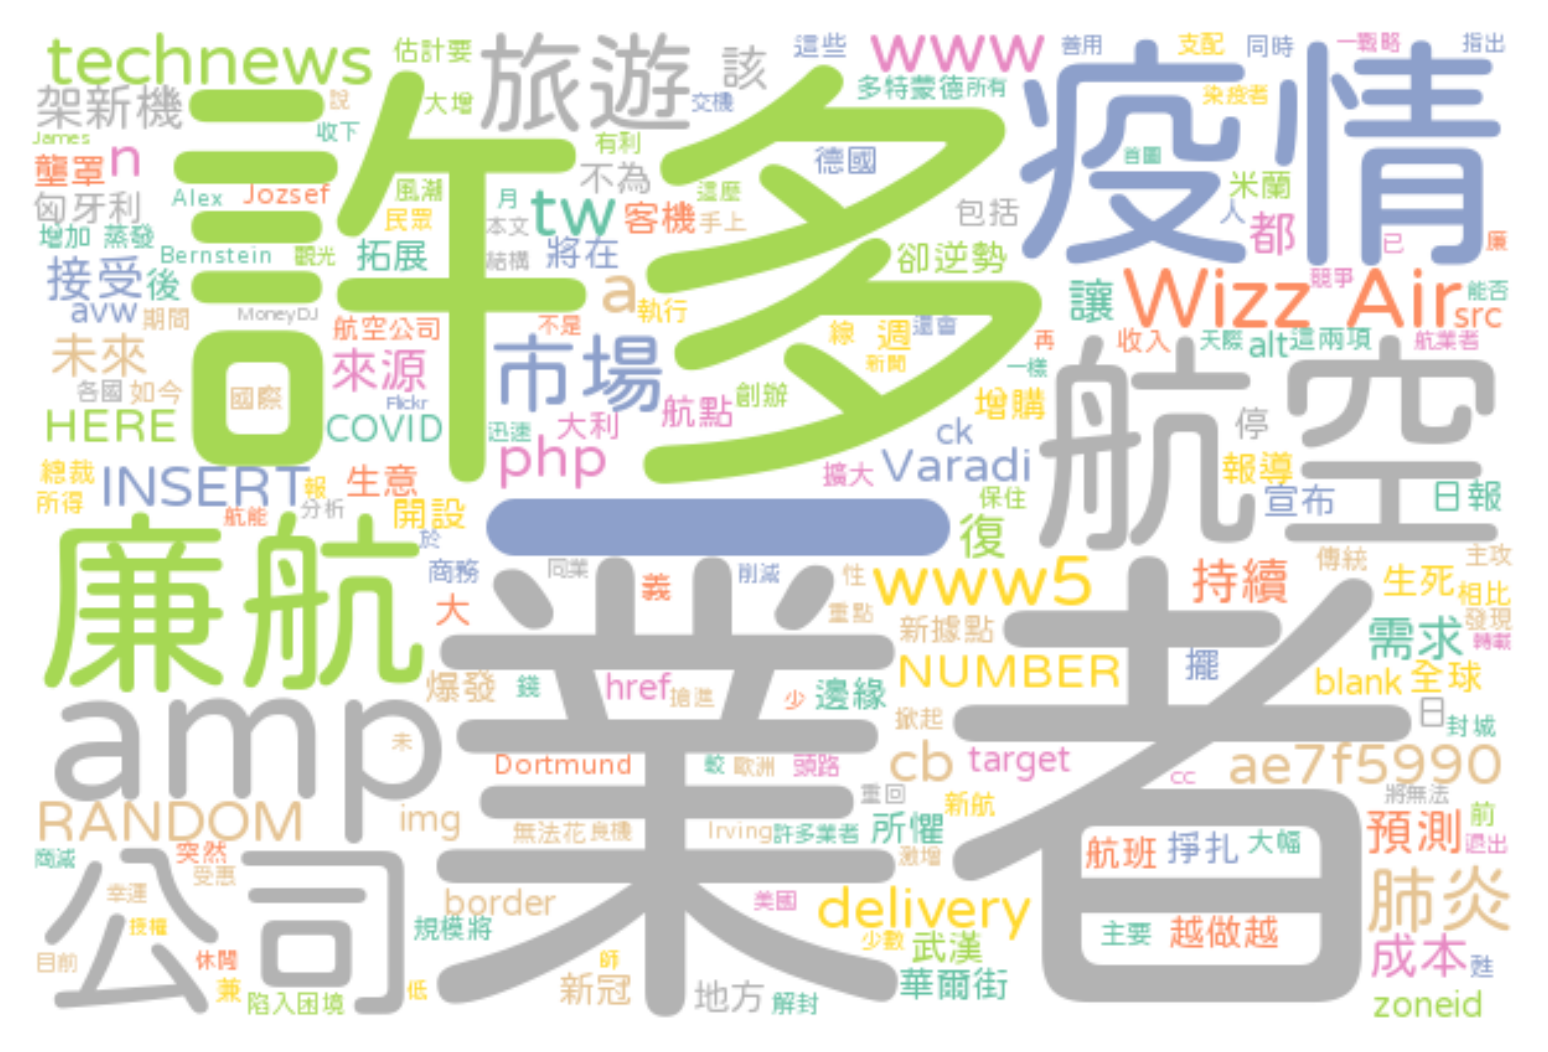 technews
估計要
旅遊
該
這些
www
善用
支配
同時
一戰略
指出
架新機
說
大增
許多
交機
多特蒙德
所有
染疫者
疫情
James
收下
有利
壟罩
n
不為
這麼
德國
首圖
米蘭
Alex
Jozsef
風潮
月
tw
客機
手上
包括
人
都
已
廉
匈牙利
民眾
本文
增加
蒸發
Bernstein
觀光
拓展
結構
將在
卻逆勢
接受
後
a
執行
讓
Wizz Air
競爭
能否
src
avw
期間
MoneyDJ
航空公司
不是
線
週
還會
再
收入
天際
alt
這兩項
航業者
未來
來源
市場
新聞
一樣
航空
各國
如今
國際
Flickr
航點
創辦
增購
HERE
COVID
迅速
大利
停
ck
總裁
INSERT
報
生意
php
擴大
Varadi
報導
日報
所得
分析
開設
保住
宣布
航能
於
一
復
廉航
商務
同業
義
削減
性
www5
持續
傳統
主攻
生死
相比
大
重點
新據點
需求
發現
轉載
爆發
錢
href
搶進
少
邊緣
NUMBER
擺
blank
全球
業者
掀起
日
封城
amp
未
Dortmund
較
歐洲
頭路
cb
target
cc
ae7f5990
重回
新航
將無法
RANDOM
img
無法花
良機
Irving
許多業者
所懼
預測
前
退出
商減
突然
激增
航班
掙扎
大幅
公司
受惠
幸運
border
美國
delivery
肺炎
授權
規模將
少數
武漢
主要
越做越
成本
甦
目前
休閒
師
兼
陷入困境
低
新冠
地方
解封
華爾街
zoneid